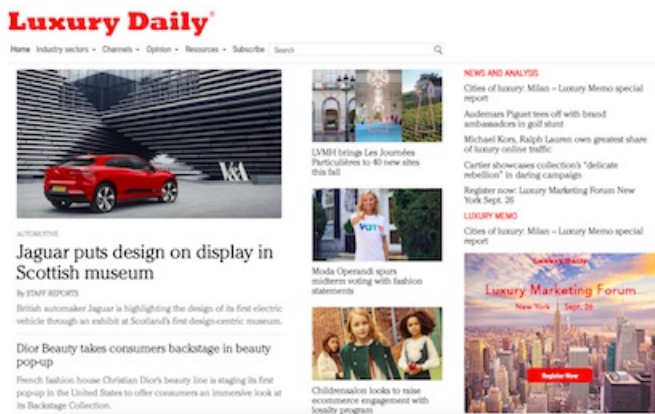 Luxury Daily
Home Industry sectors Channels Opinion Resources Subscribe Search
V&A
AUTOMOTIVE
Jaguar puts design on display in
Scottish museum
By STAFF REPORTS
British automaker Jaguar is highlighting the design of its first electric
vehicle through an exhibit at Scotland's first design-centric museum.
Dior Beauty takes consumers backstage in beauty
pop-up
French fashion house Christian Dior's beauty line is staging its first
pop-up in the United States to offer consumers an immersive look at
its Backstage Collection.
LVMH brings Les Journées
Particulières to 40 new sites
this fall
VOTE
Moda Operandi spurs
midterm voting with fashion
statements
Childrensalon looks to raise
ecommerce engagement with
loyalty program
NEWS AND ANALYSIS
Cities of luxury: Milan – Luxury Memo special
report
Audemars Piguet tees off with brand
ambassadors in golf stunt
Michael Kors, Ralph Lauren own greatest share
of luxury online traffic
Cartier showcases collection's "delicate
rebellion" in daring campaign
Register now: Luxury Marketing Forum New
York Sept. 26
LUXURY MEMO
Cities of luxury: Milan – Luxury Memo special
report
Luxury Daily
Luxury Marketing Forum
New York | Sept. 26
Register Now